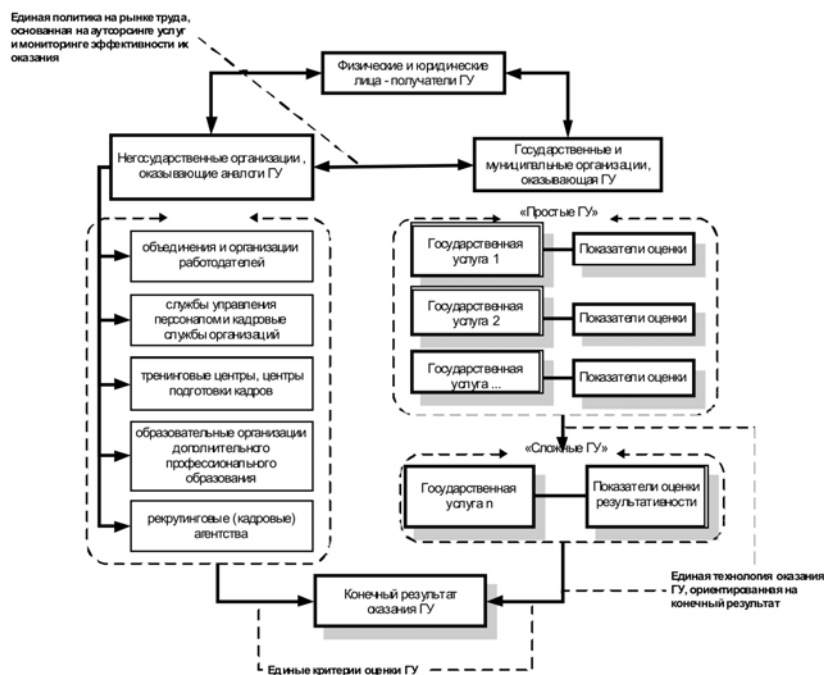 Единая политика на рынке труда,
основанная на аутсорсинге услуг
и мониторинге эффективности их
оказания
Физические и юридические
лица - получатели ГУ
Негосударственные организации ,
оказывающие аналоги ГУ
Государственные и
муниципальные организации,
оказывающая ГУ
объединения и организации
работодателей
службы управления
персоналом и кадровые
службы организаций
тренинговые центры, центры
подготовки кадров
образовательные организации
дополнительного
профессионального
образования
рекрутинговые (кадровые)
агентства
«Простые ГУ»
Государственная
услуга 1
Показатели оценки
Государственная
услуга 2
Показатели оценки
Государственная
услуга ...
Показатели оценки
«Сложные ГУ»
Государственная
услуга n
Показатели оценки
результативности
Конечный результат
оказания ГУ
Единая технология оказания
ГУ, ориентированная на
конечный результат
Единые критерии оценки ГУ